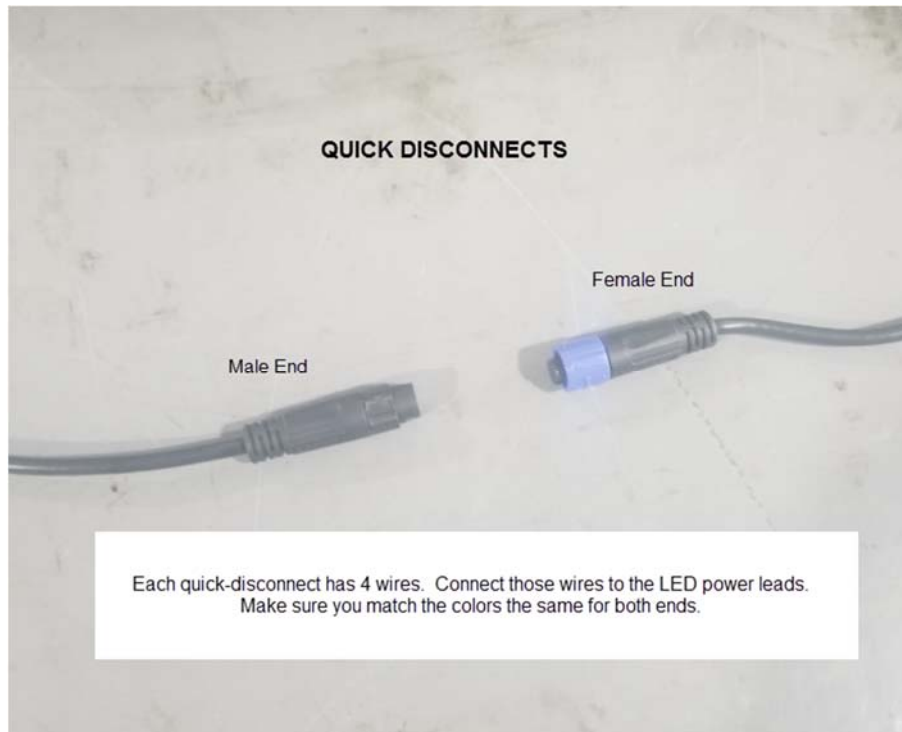 QUICK DISCONNECTS
Female End
Male End
Each quick-disconnect has 4 wires.  Connect those wires to the LED power leads.
Make sure you match the colors the same for both ends.